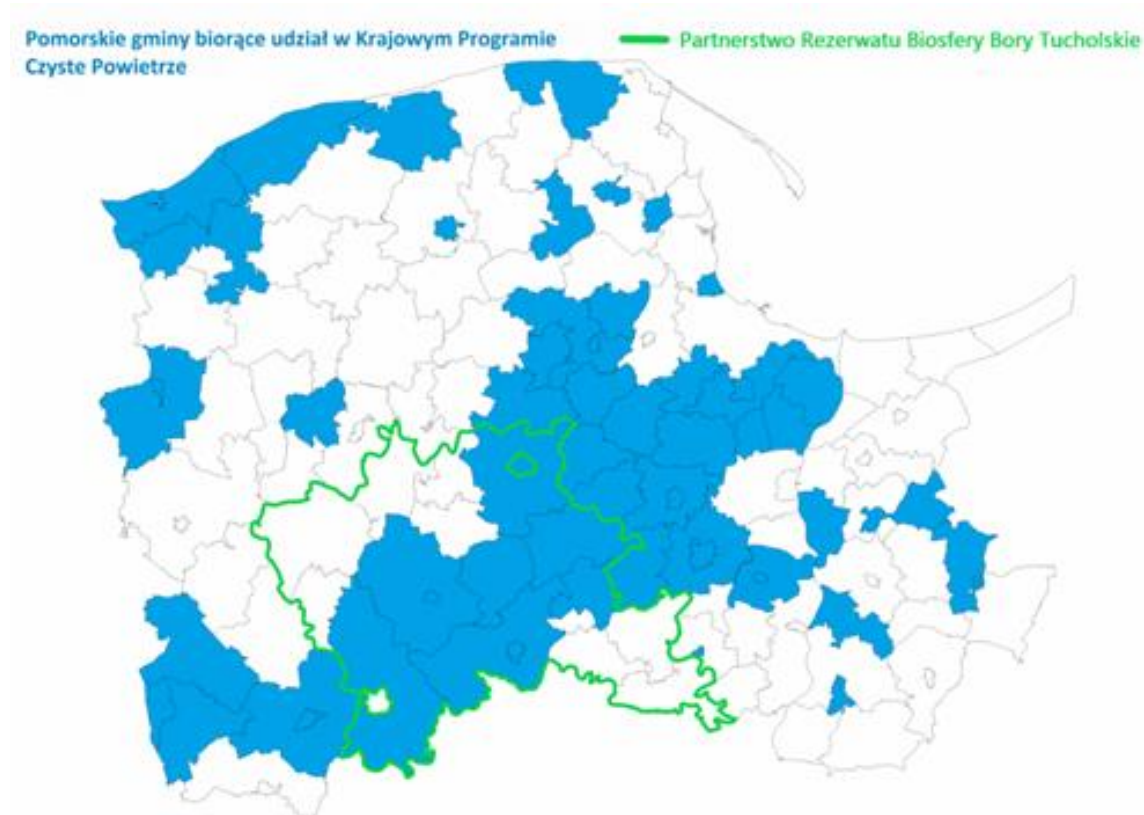 Pomorskie gminy biorące udział w Krajowym Programie
Czyste Powietrze
Partnerstwo Rezerwatu Biosfery Bory Tucholskie